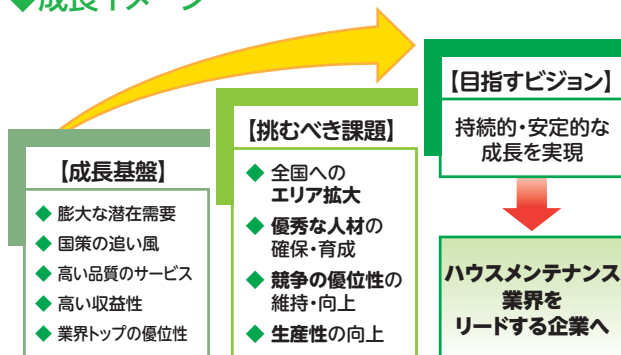 ◆成長イメージ
【成長基盤】
◆ 膨大な潜在需要
◆ 国策の追い風
◆ 高い品質のサービス
◆ 高い収益性
◆ 業界トップの優位性
【挑むべき課題】
◆ 全国への
エリア拡大
◆ 優秀な人材の
確保・育成
◆ 競争の優位性の
維持・向上
◆ 生産性の向上
【目指すビジョン】
持続的・安定的な
成長を実現
ハウスメンテナンス
業界を
リードする企業へ